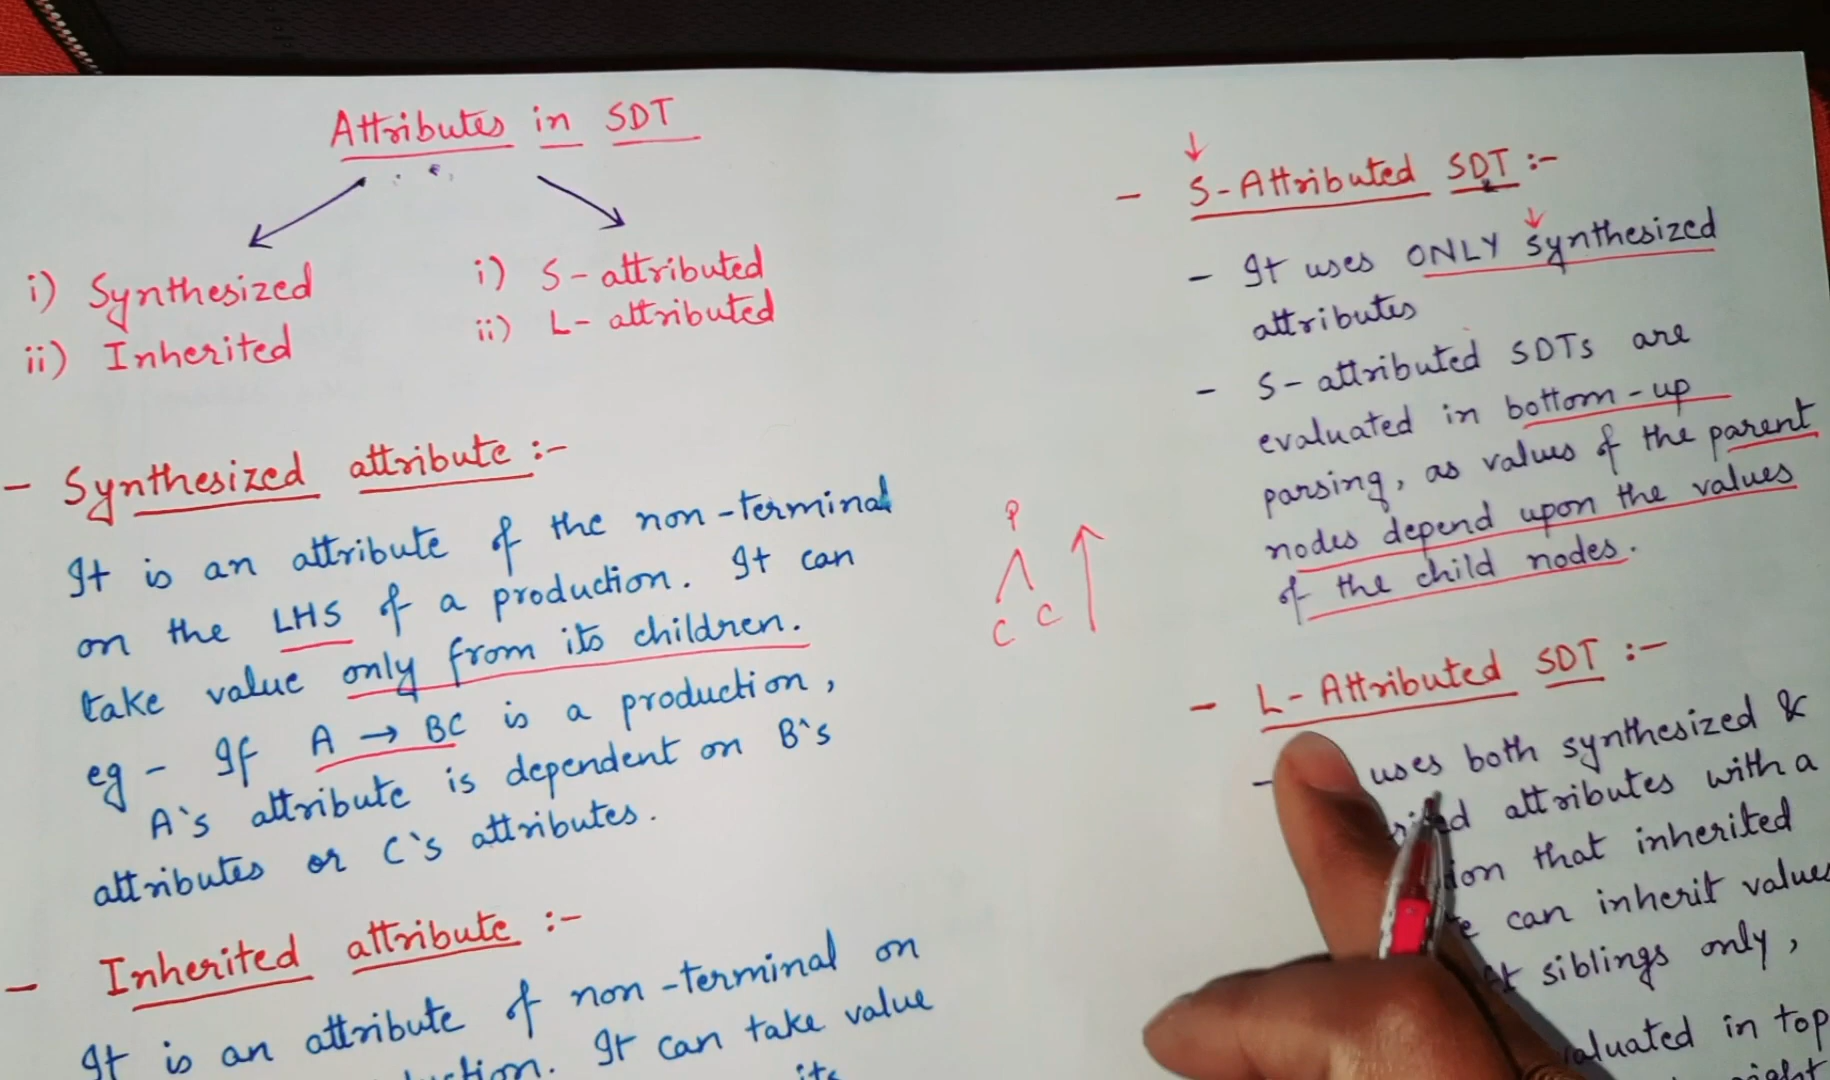 Attributes in SDT
i) Synthesized
ii) Inherited
i) S-attributed
ii) L-attributed
- Synthesized attribute :-
It is an attribute of the non-terminal
on the LHS of a production. It can
take value only from its children.
eg - If A → BC is a production,
A's attribute is dependent on B's
attributes or C's attributes.
- Inherited attribute :-
It is an attribute of non-terminal on
It can take value
its
P
C C
- S-Attributed SDT :-
- It uses ONLY synthesized
attributes
- S-attributed SDTs are
evaluated in bottom-up
parsing, as values of the parent
nodes depend upon the values
of the child nodes.
- L-Attributed SDT :-
- uses both synthesized &
attributes with a
that inherited
can inherit values
siblings only,
in top